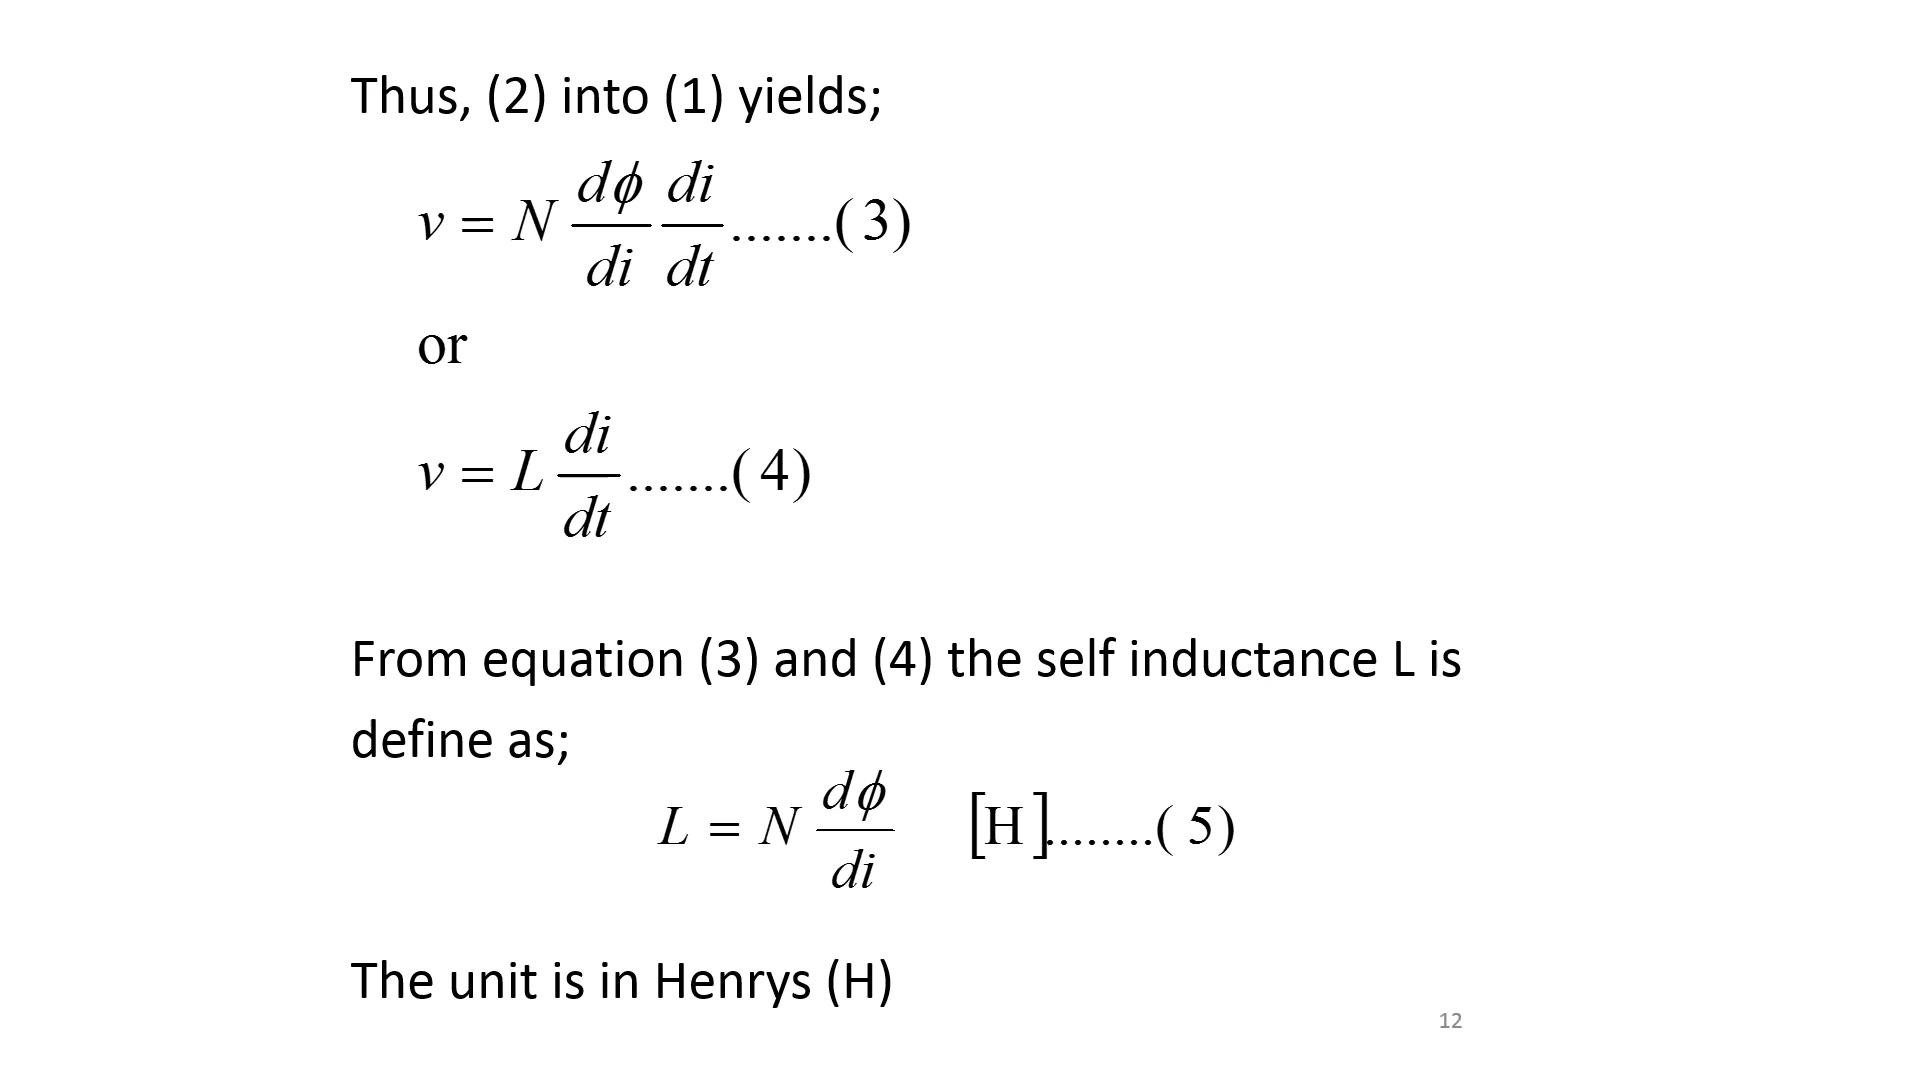 Thus, (2) into (1) yields;
v = N dϕ/di di/dt .......( 3)
or
v = L di/dt .......( 4)
From equation (3) and (4) the self inductance L is
define as;
L = N dϕ/di [H]........( 5)
The unit is in Henrys (H)
12